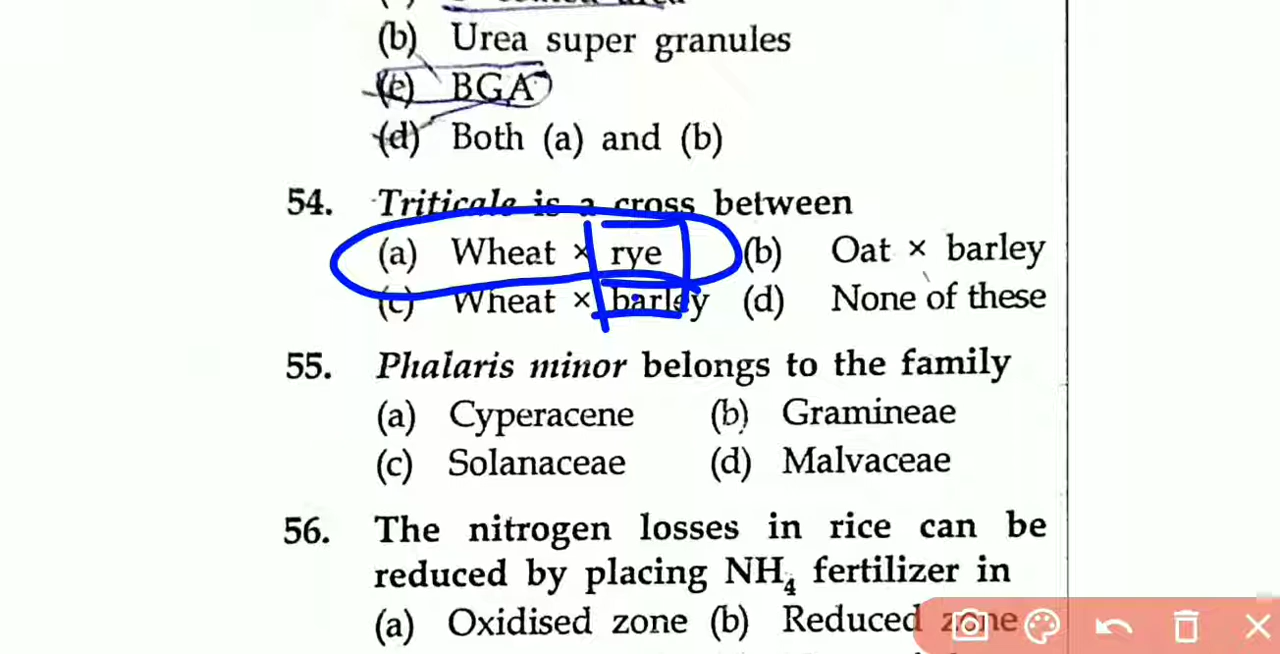 (b) Urea super granules
(c) BGA
(d) Both (a) and (b)
54. Triticale is a cross between
(a) Wheat × rye (b) Oat × barley
(c) Wheat × barley (d) None of these
55. Phalaris minor belongs to the family
(a) Cyperacene (b) Gramineae
(c) Solanaceae (d) Malvaceae
56. The nitrogen losses in rice can be
reduced by placing NH₄ fertilizer in
(a) Oxidised zone (b) Reduced zone